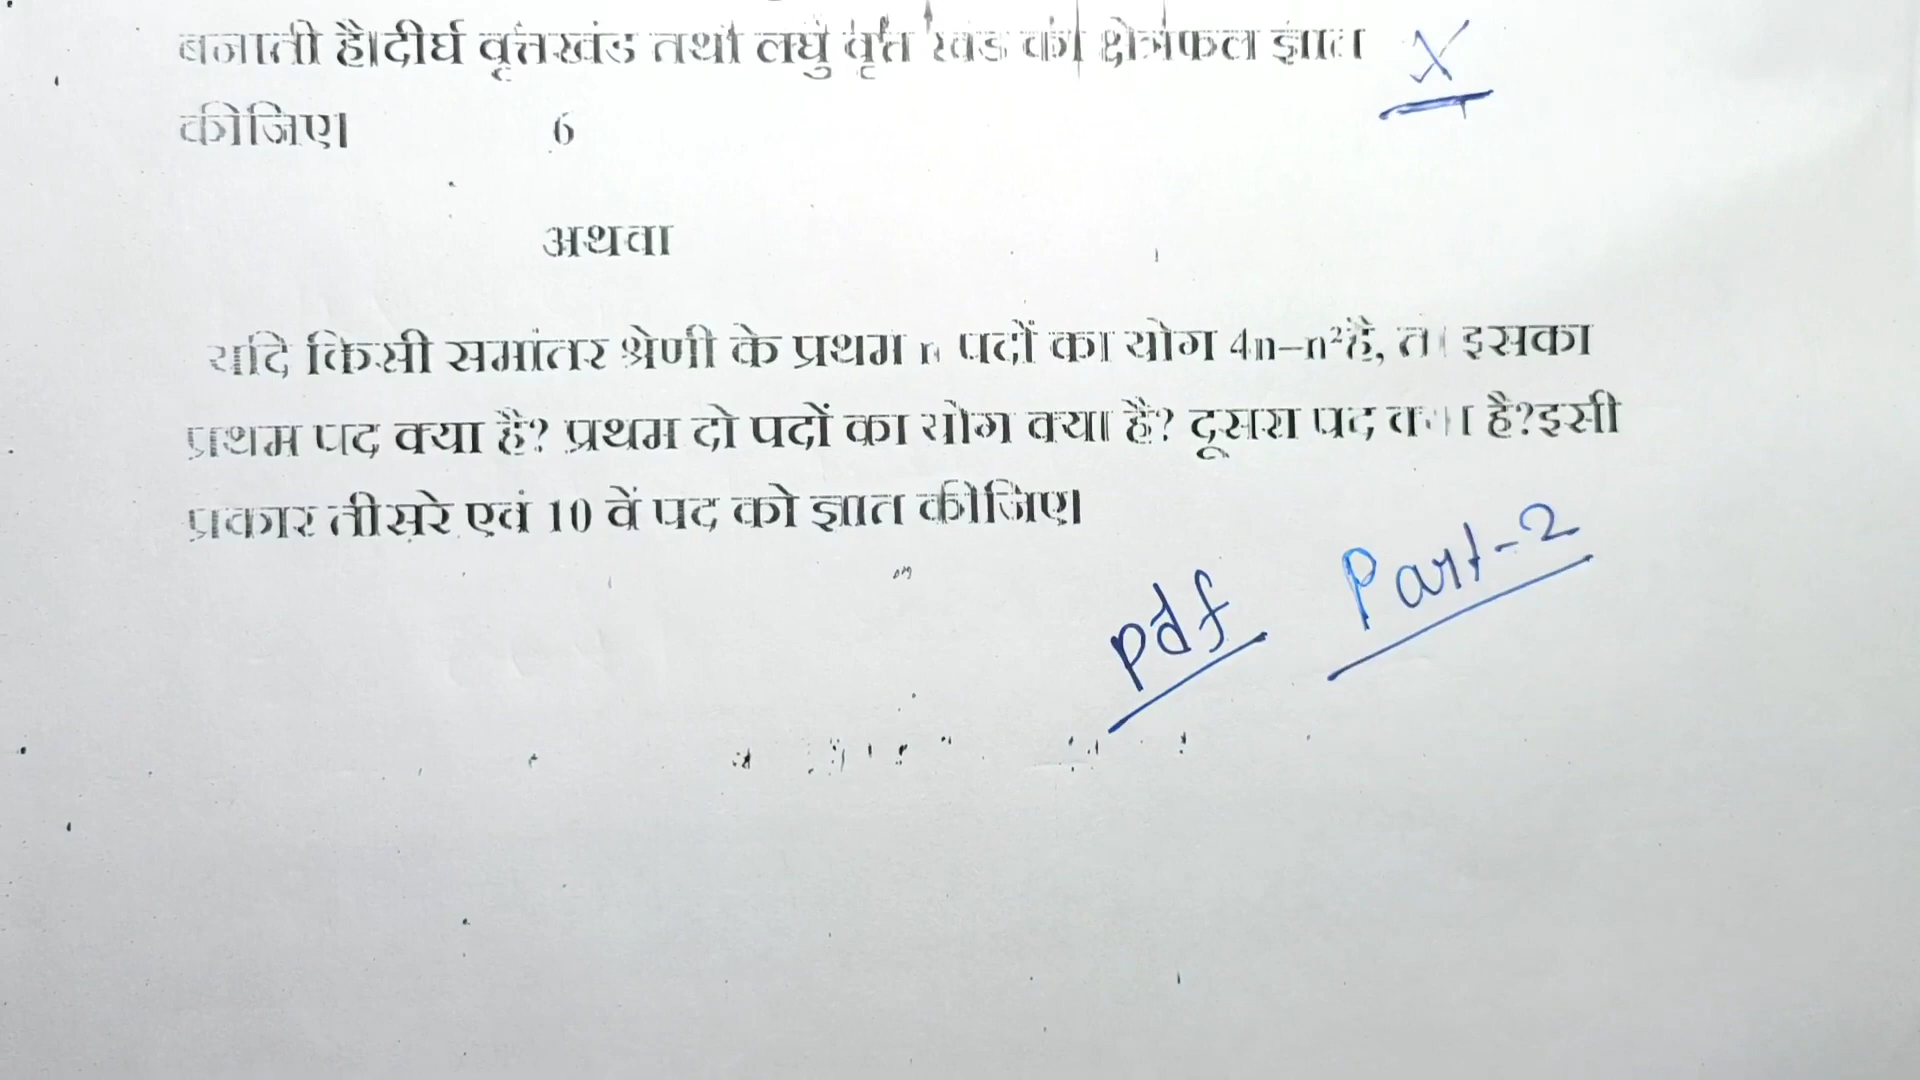 बनाती है।दीर्घ वृत्तखंड तथा लघु वृत्त खंड का क्षेत्रफल ज्ञात
X
कीजिए। 6
अथवा
यदि किसी समांतर श्रेणी के प्रथम n पदों का योग 4n–n²है, तो इसका
प्रथम पद क्या है? प्रथम दो पदों का योग क्या है? दूसरा पद क्या है?इसी
प्रकार तीसरे एवं 10 वें पद को ज्ञात कीजिए।
pdf Part-2